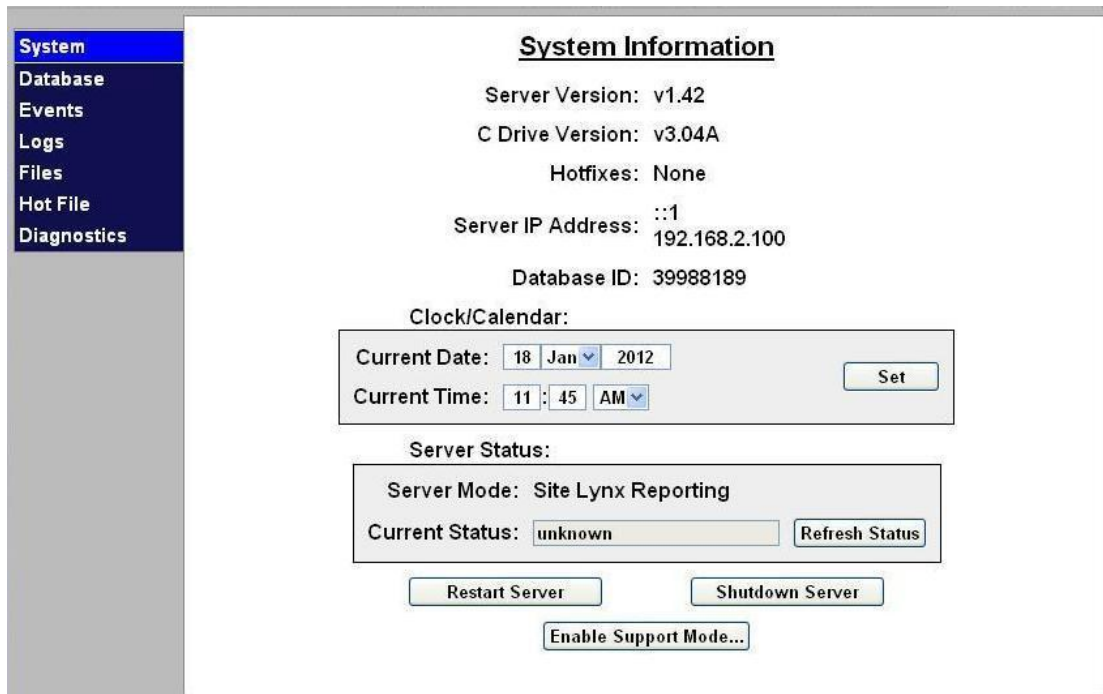 System
Database
Events
Logs
Files
Hot File
Diagnostics
System Information
Server Version: v1.42
C Drive Version: v3.04A
Hotfixes: None
Server IP Address: ::1
192.168.2.100
Database ID: 39988189
Clock/Calendar:
Current Date: 18 Jan 2012
Set
Current Time: 11 : 45 AM
Server Status:
Server Mode: Site Lynx Reporting
Current Status: unknown Refresh Status
Restart Server Shutdown Server
Enable Support Mode...